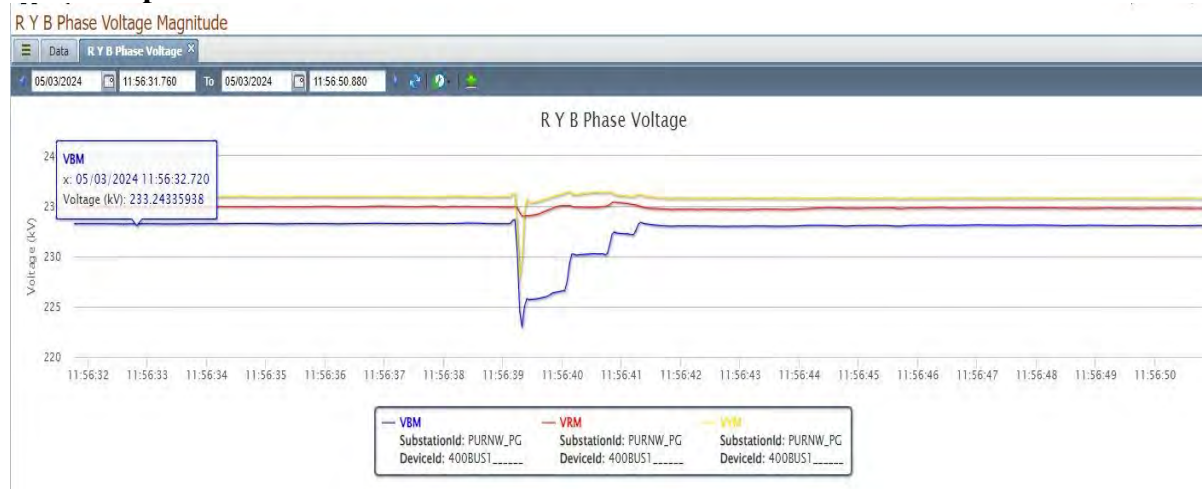 R Y B Phase Voltage Magnitude
Data R Y B Phase Voltage X
05/03/2024 11:56:31.760 To 05/03/2024 11:56:50.880
R Y B Phase Voltage
24
VBM
x: 05/03/2024 11:56:32.720
Voltage (kV): 233.24335938
23
230
225
220
Voltage (kV)
11:56:32 11:56:33 11:56:34 11:56:35 11:56:36 11:56:37 11:56:38 11:56:39 11:56:40 11:56:41 11:56:42 11:56:43 11:56:44 11:56:45 11:56:46 11:56:47 11:56:48 11:56:49 11:56:50
VBM VRM VYM
SubstationId: PURNW_PG SubstationId: PURNW_PG SubstationId: PURNW_PG
DeviceId: 400BUS1______ DeviceId: 400BUS1______ DeviceId: 400BUS1______